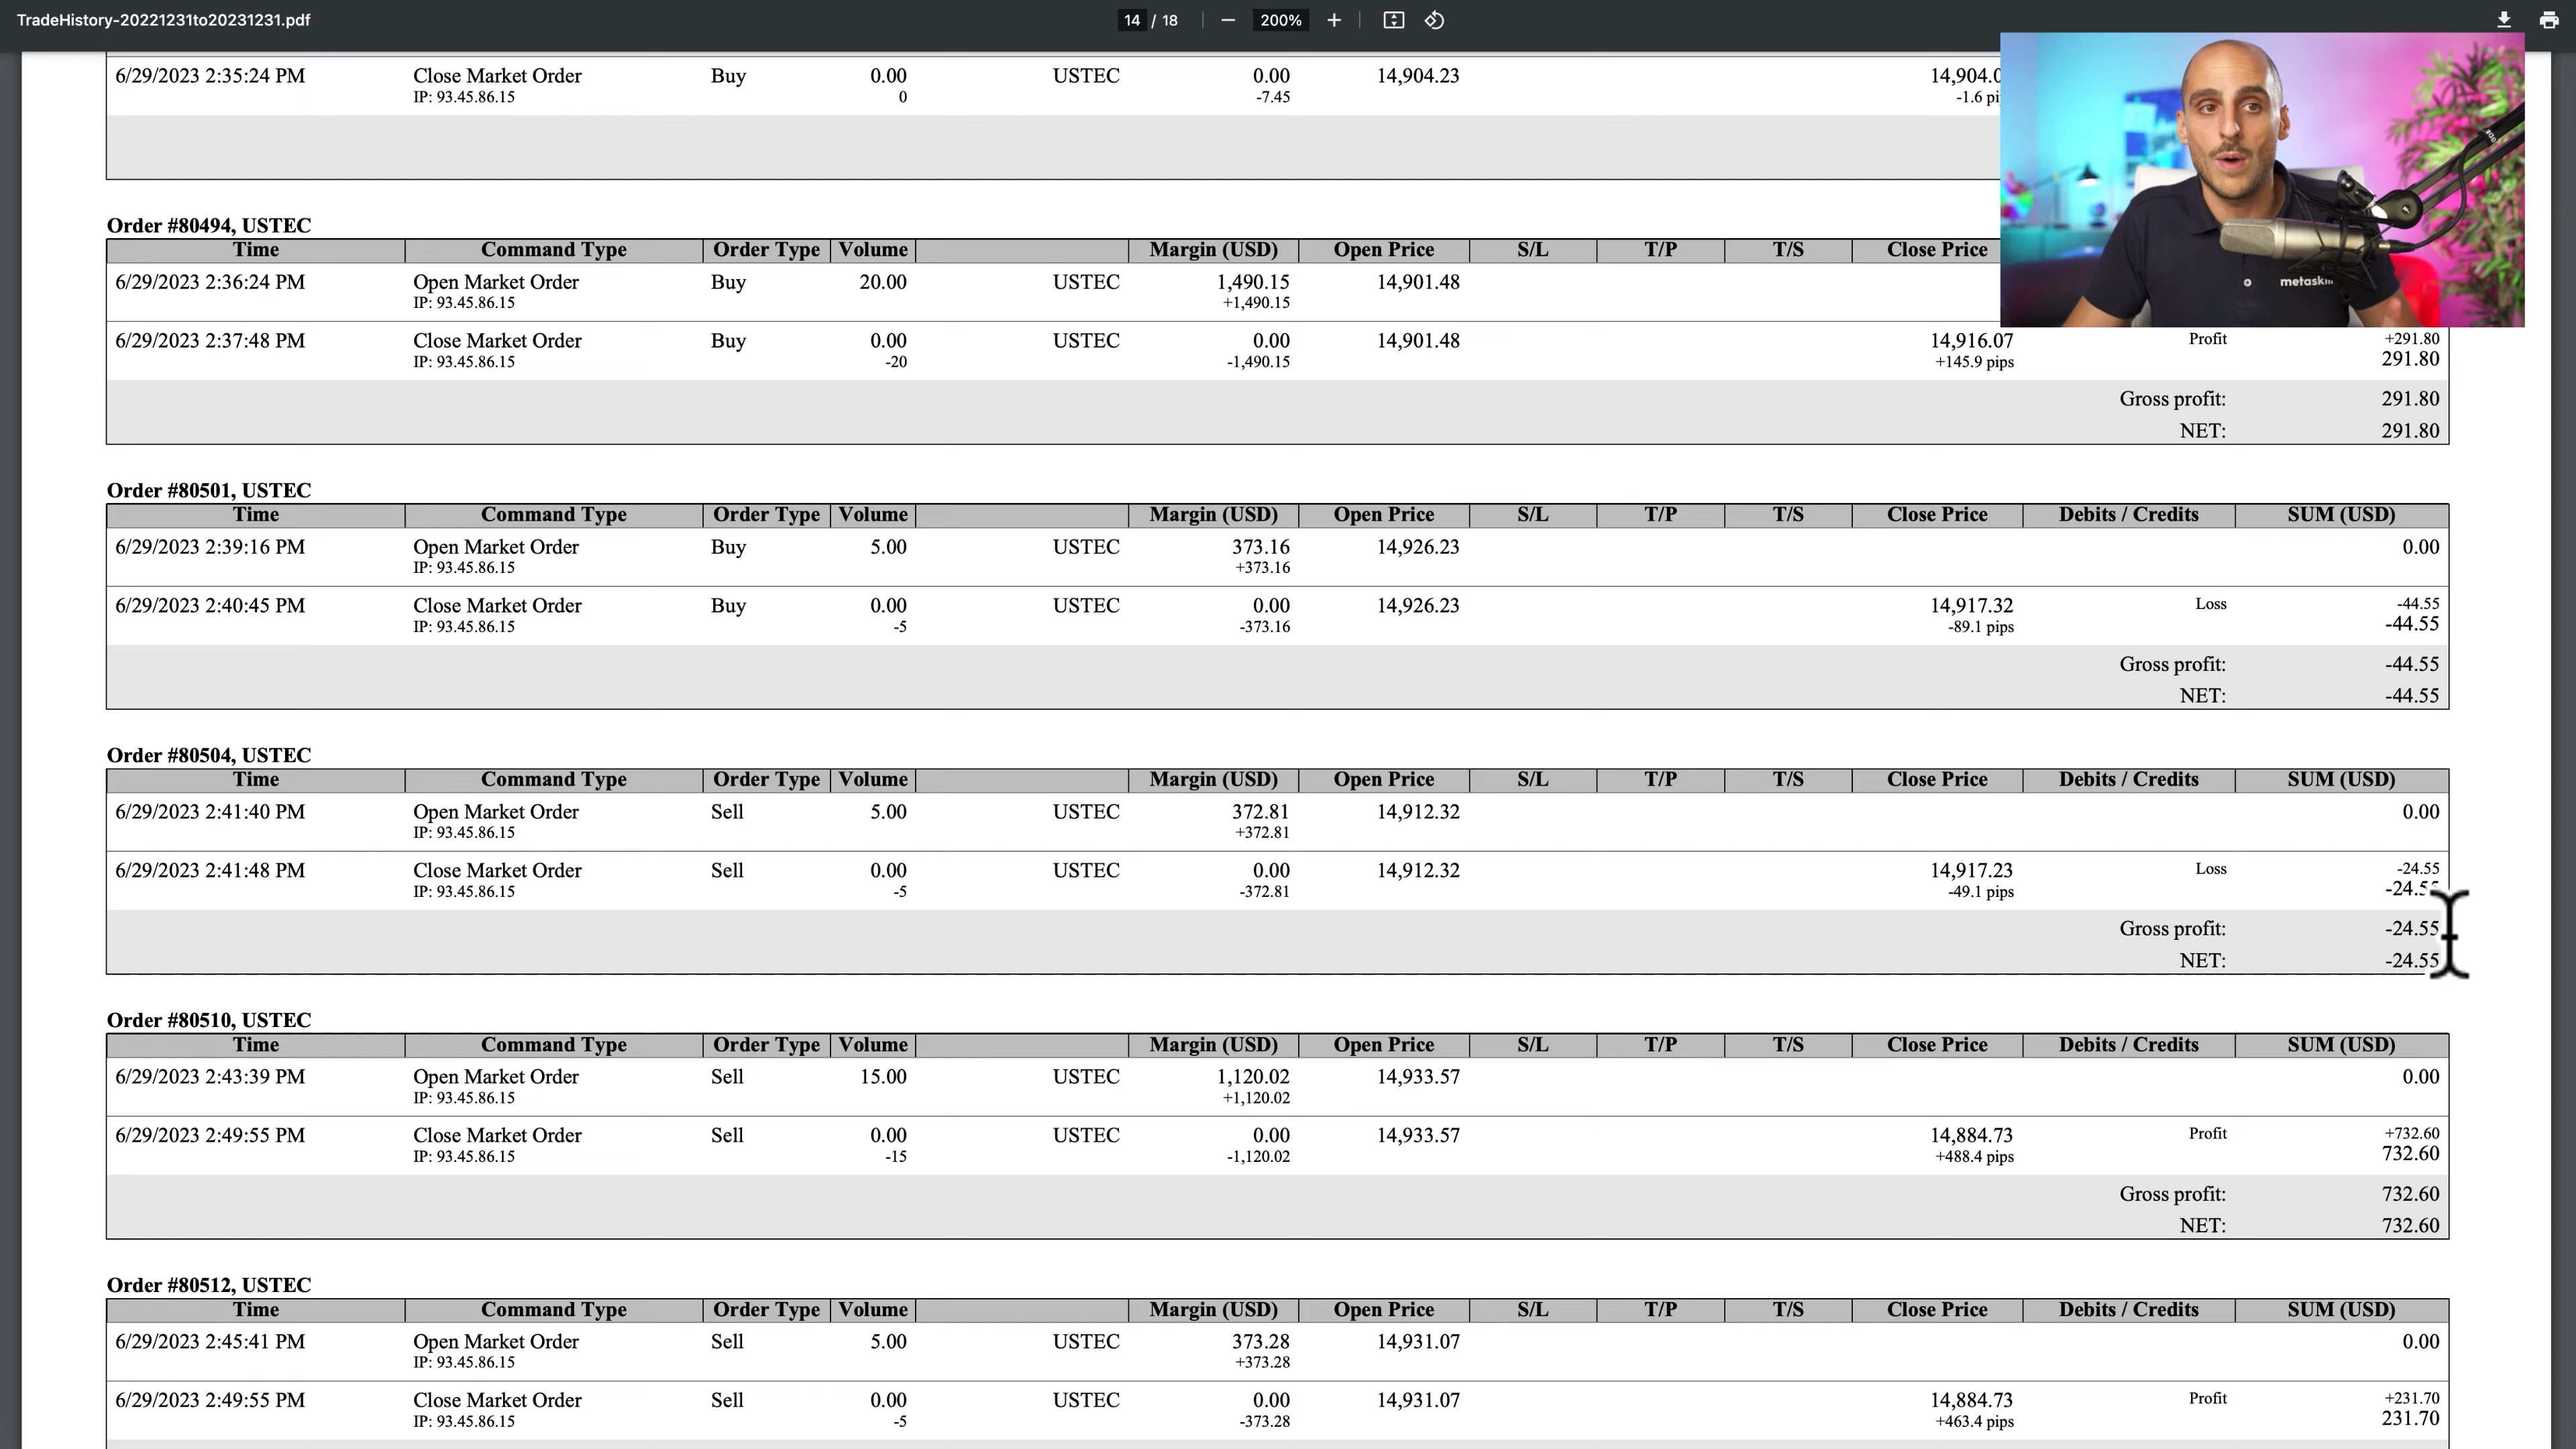 TradeHistory-20221231to20231231.pdf 14 / 18 200%
6/29/2023 2:35:24 PM Close Market Order Buy 0.00 USTEC 0.00 14,904.23
IP: 93.45.86.15 0 -7.45
Order #80494, USTEC
Time Command Type Order Type Volume Margin (USD) Open Price S/L T/P T/S Close Price
6/29/2023 2:36:24 PM Open Market Order Buy 20.00 USTEC 1,490.15 14,901.48
IP: 93.45.86.15 +1,490.15
6/29/2023 2:37:48 PM Close Market Order Buy 0.00 USTEC 0.00 14,901.48 14,916.07 Profit +291.80
IP: 93.45.86.15 -20 -1,490.15 +145.9 pips 291.80
Gross profit: 291.80
NET: 291.80
Order #80501, USTEC
Time Command Type Order Type Volume Margin (USD) Open Price S/L T/P T/S Close Price Debits / Credits SUM (USD)
6/29/2023 2:39:16 PM Open Market Order Buy 5.00 USTEC 373.16 14,926.23 0.00
IP: 93.45.86.15 +373.16
6/29/2023 2:40:45 PM Close Market Order Buy 0.00 USTEC 0.00 14,926.23 14,917.32 Loss -44.55
IP: 93.45.86.15 -5 -373.16 -89.1 pips -44.55
Gross profit: -44.55
NET: -44.55
Order #80504, USTEC
Time Command Type Order Type Volume Margin (USD) Open Price S/L T/P T/S Close Price Debits / Credits SUM (USD)
6/29/2023 2:41:40 PM Open Market Order Sell 5.00 USTEC 372.81 14,912.32 0.00
IP: 93.45.86.15 +372.81
6/29/2023 2:41:48 PM Close Market Order Sell 0.00 USTEC 0.00 14,912.32 14,917.23 Loss -24.55
IP: 93.45.86.15 -5 -372.81 -49.1 pips
Gross profit: -24.55
NET: -24.55
Order #80510, USTEC
Time Command Type Order Type Volume Margin (USD) Open Price S/L T/P T/S Close Price Debits / Credits SUM (USD)
6/29/2023 2:43:39 PM Open Market Order Sell 15.00 USTEC 1,120.02 14,933.57 0.00
IP: 93.45.86.15 +1,120.02
6/29/2023 2:49:55 PM Close Market Order Sell 0.00 USTEC 0.00 14,933.57 14,884.73 Profit +732.60
IP: 93.45.86.15 -15 -1,120.02 +488.4 pips 732.60
Gross profit: 732.60
NET: 732.60
Order #80512, USTEC
Time Command Type Order Type Volume Margin (USD) Open Price S/L T/P T/S Close Price Debits / Credits SUM (USD)
6/29/2023 2:45:41 PM Open Market Order Sell 5.00 USTEC 373.28 14,931.07 0.00
IP: 93.45.86.15 +373.28
6/29/2023 2:49:55 PM Close Market Order Sell 0.00 USTEC 0.00 14,931.07 14,884.73 Profit +231.70
IP: 93.45.86.15 -5 -373.28 +463.4 pips 231.70